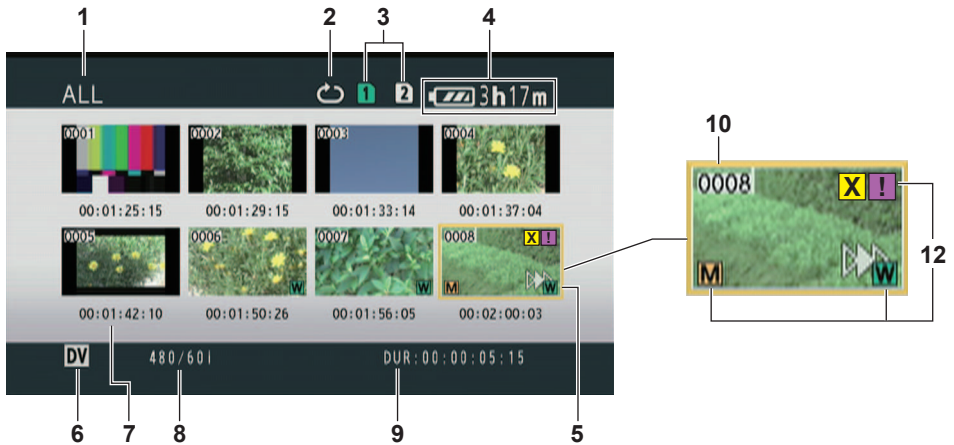 1 2 3 4
ALL 1 2 3h17m
0001 0002 0003 0004
00:01:25:15 00:01:29:15 00:01:33:14 00:01:37:04
0005 0006 W 0007 W 0008 X ! M W
00:01:42:10 00:01:50:26 00:01:56:05 00:02:00:03
DV 480/60i DUR:00:00:05:15
6 7 8 9 5
10
0008 X !
M W
12